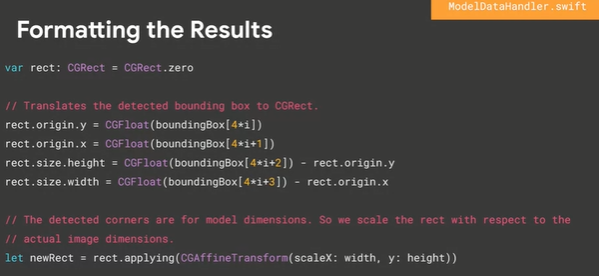 ModelDataHandler.swift
Formatting the Results
var rect: CGRect = CGRect.zero
// Translates the detected bounding box to CGRect.
rect.origin.y = CGFloat(boundingBox[4*i])
rect.origin.x = CGFloat(boundingBox[4*i+1])
rect.size.height = CGFloat(boundingBox[4*i+2]) - rect.origin.y
rect.size.width = CGFloat(boundingBox[4*i+3]) - rect.origin.x
// The detected corners are for model dimensions. So we scale the rect with respect to the
// actual image dimensions.
let newRect = rect.applying(CGAffineTransform(scaleX: width, y: height))